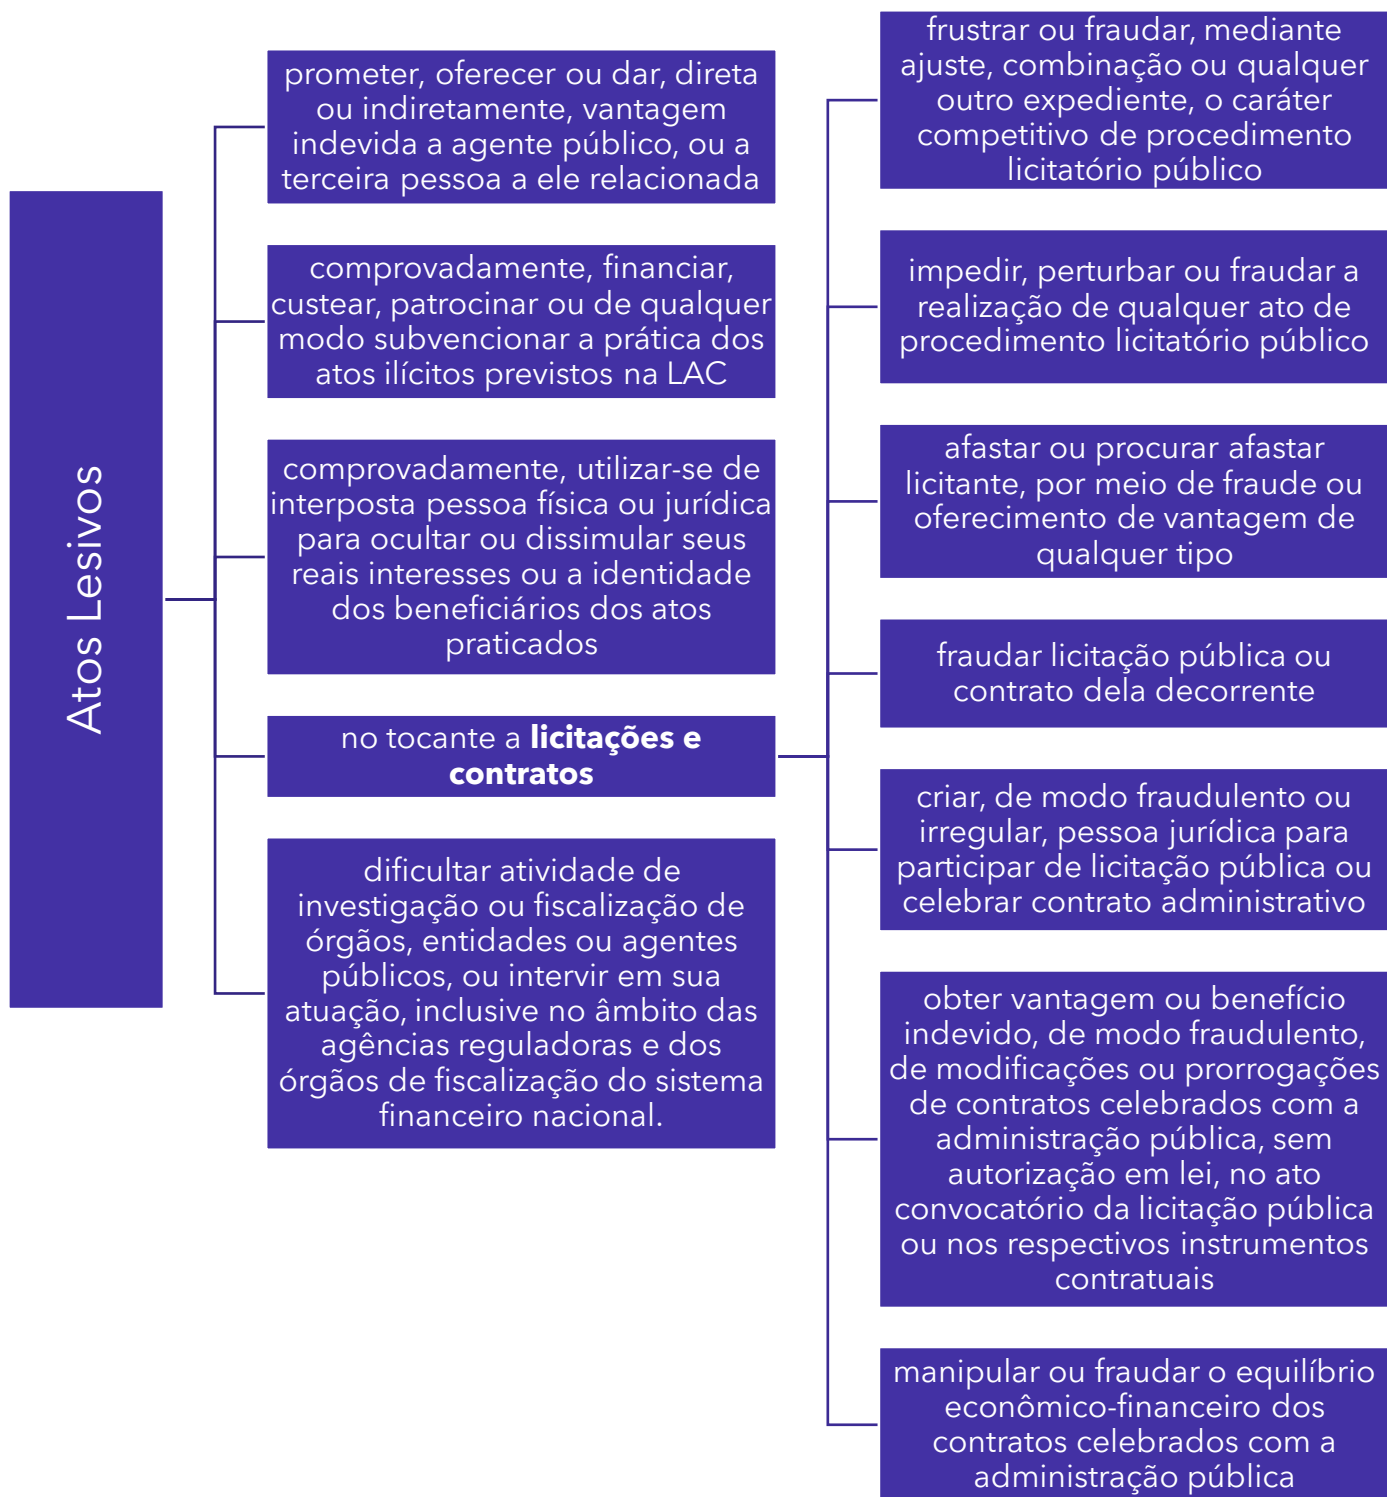 Atos Lesivos
prometer, oferecer ou dar, direta
ou indiretamente, vantagem
indevida a agente público, ou a
terceira pessoa a ele relacionada
comprovadamente, financiar,
custear, patrocinar ou de qualquer
modo subvencionar a prática dos
atos ilícitos previstos na LAC
comprovadamente, utilizar-se de
interposta pessoa física ou jurídica
para ocultar ou dissimular seus
reais interesses ou a identidade
dos beneficiários dos atos
praticados
no tocante a licitações e
contratos
dificultar atividade de
investigação ou fiscalização de
órgãos, entidades ou agentes
públicos, ou intervir em sua
atuação, inclusive no âmbito das
agências reguladoras e dos
órgãos de fiscalização do sistema
financeiro nacional.
frustrar ou fraudar, mediante
ajuste, combinação ou qualquer
outro expediente, o caráter
competitivo de procedimento
licitatório público
impedir, perturbar ou fraudar a
realização de qualquer ato de
procedimento licitatório público
afastar ou procurar afastar
licitante, por meio de fraude ou
oferecimento de vantagem de
qualquer tipo
fraudar licitação pública ou
contrato dela decorrente
criar, de modo fraudulento ou
irregular, pessoa jurídica para
participar de licitação pública ou
celebrar contrato administrativo
obter vantagem ou benefício
indevido, de modo fraudulento,
de modificações ou prorrogações
de contratos celebrados com a
administração pública, sem
autorização em lei, no ato
convocatório da licitação pública
ou nos respectivos instrumentos
contratuais
manipular ou fraudar o equilíbrio
econômico-financeiro dos
contratos celebrados com a
administração pública